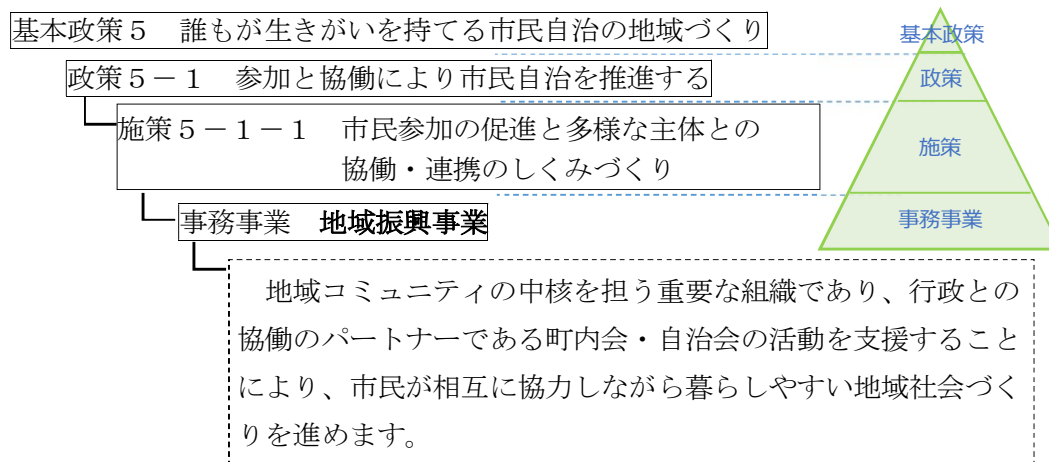 基本政策5 誰もが生きがいを持てる市民自治の地域づくり
政策5-1 参加と協働により市民自治を推進する
施策5-1-1 市民参加の促進と多様な主体との
協働・連携のしくみづくり
事務事業 地域振興事業
地域コミュニティの中核を担う重要な組織であり、行政との
協働のパートナーである町内会・自治会の活動を支援すること
により、市民が相互に協力しながら暮らしやすい地域社会づく
りを進めます。
基本政策
政策
施策
事務事業